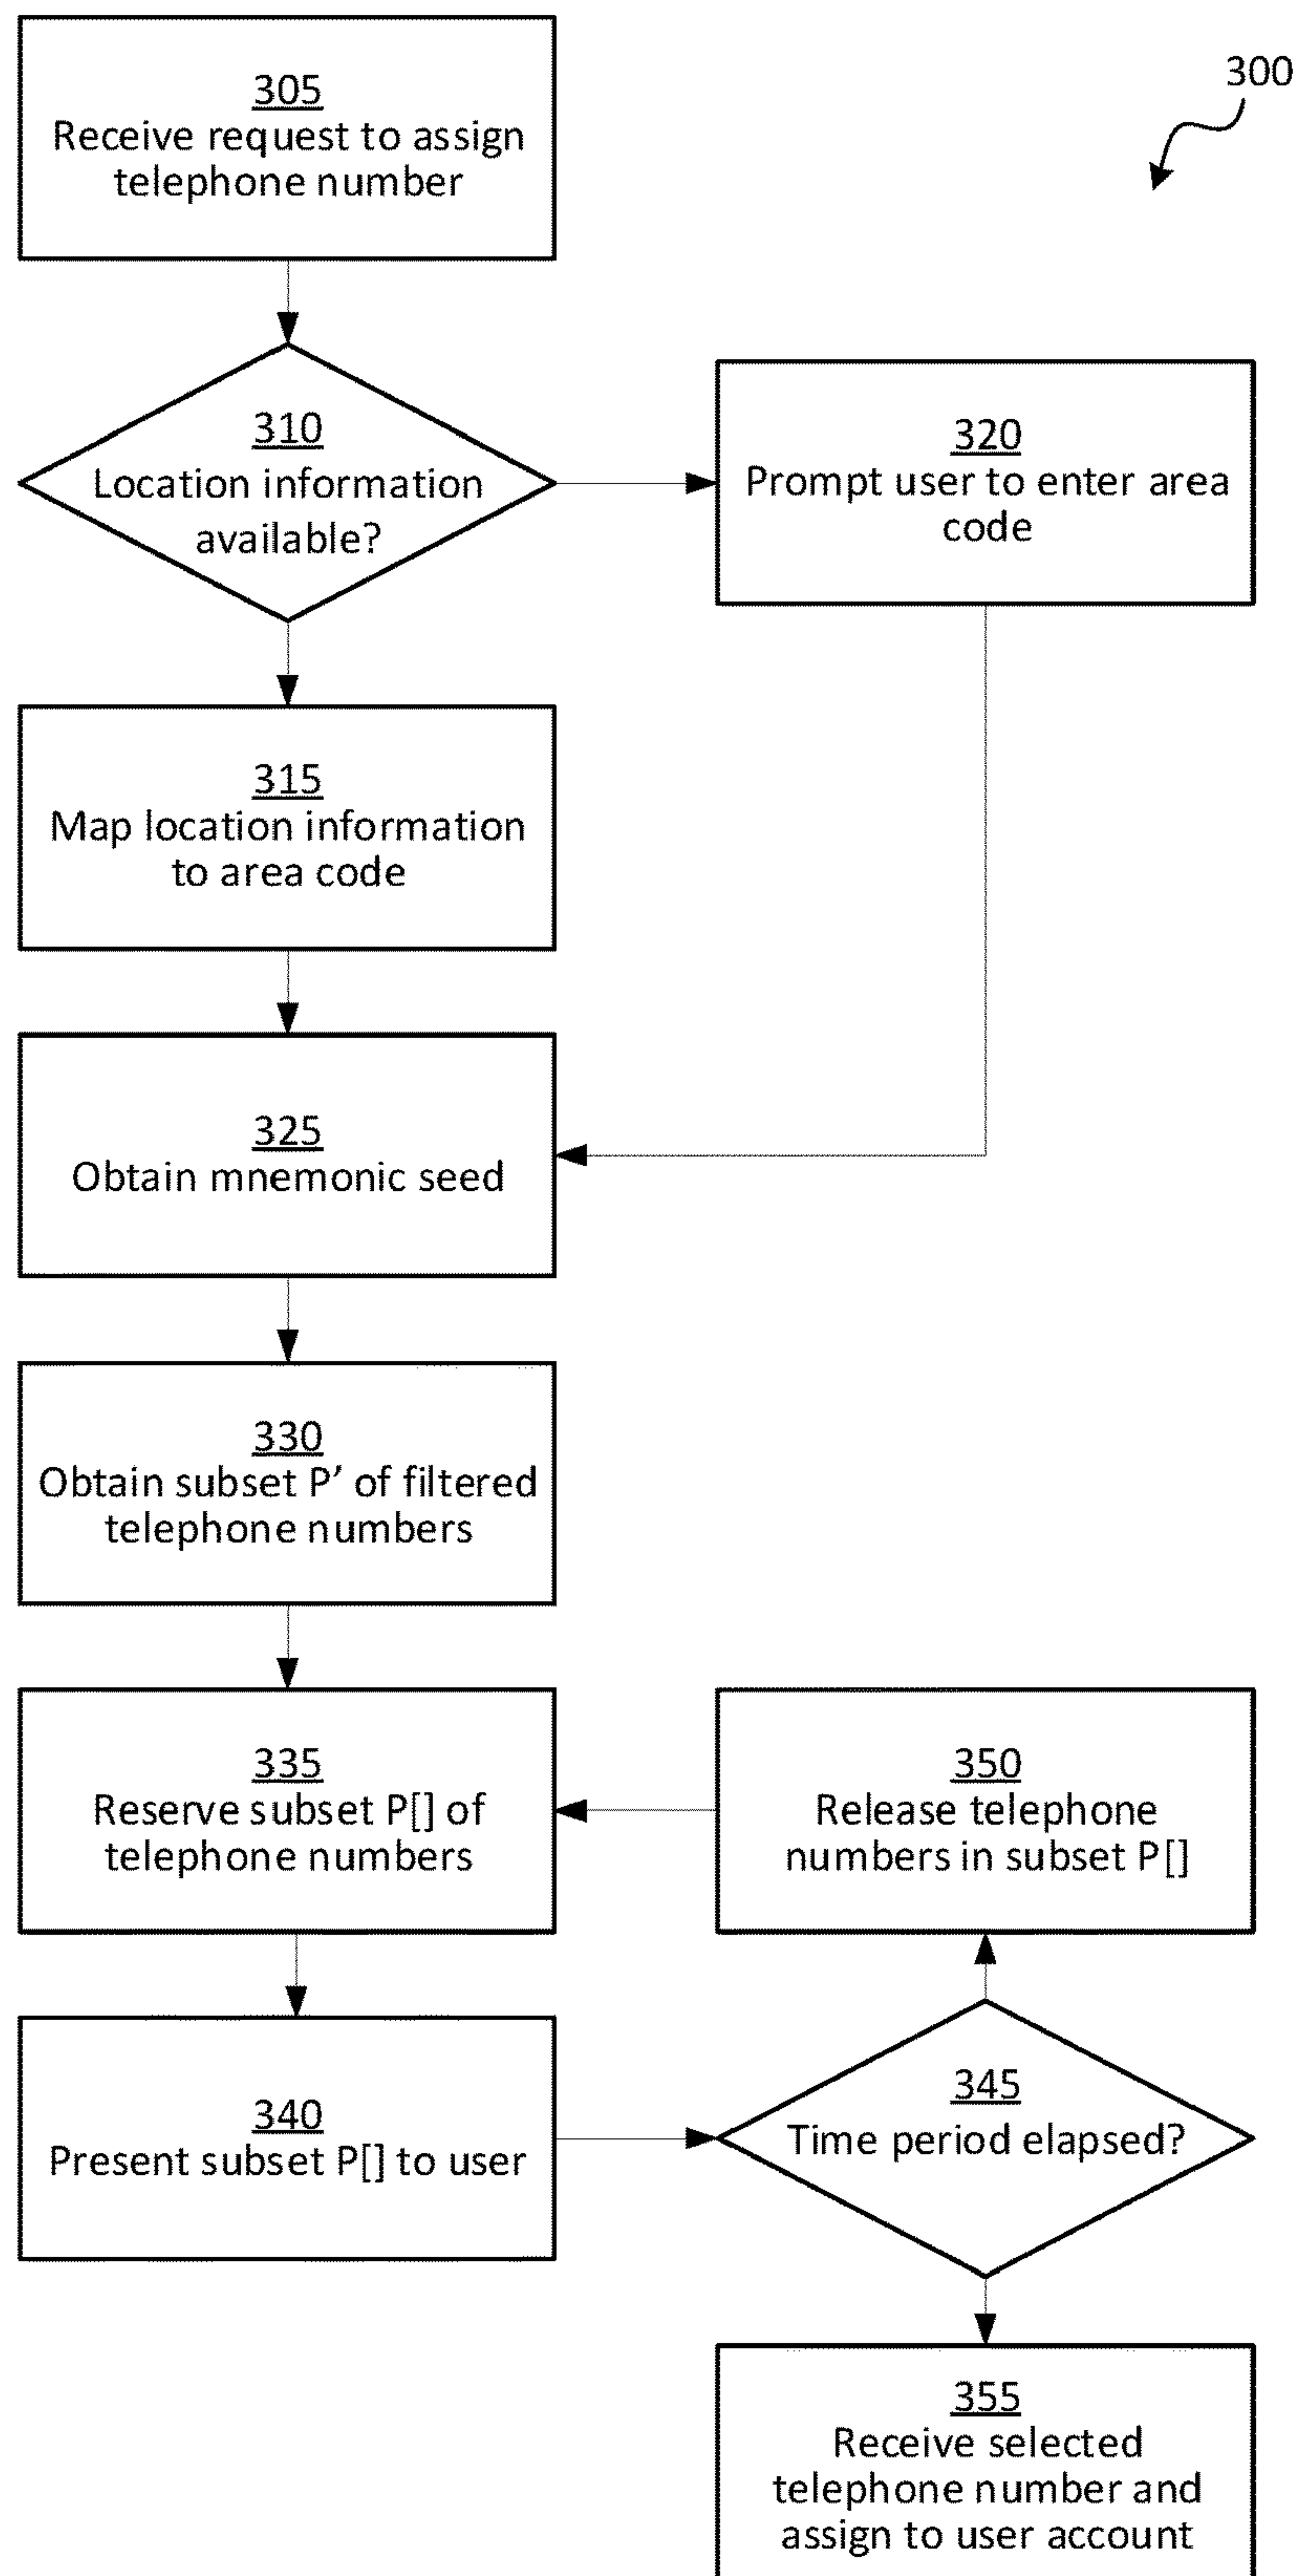 305
Receive request to assign
telephone number
300
310
Location information
available?
320
Prompt user to enter area
code
315
Map location information
to area code
325
Obtain mnemonic seed
330
Obtain subset P’ of filtered
telephone numbers
335
Reserve subset P[] of
telephone numbers
350
Release telephone
numbers in subset P[]
340
Present subset P[] to user
345
Time period elapsed?
355
Receive selected
telephone number and
assign to user account